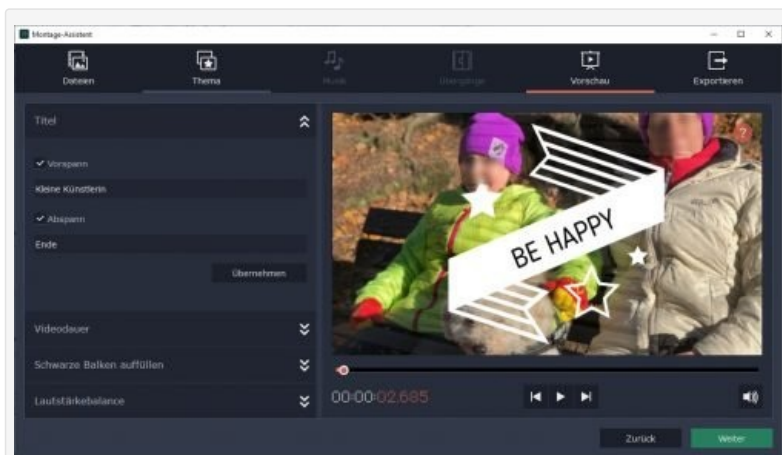 Montage-Assistent
Dateien
Thema
Musik
Übergänge
Vorschau
Exportieren
Titel
Vorspann
Kleine Künstlerin
Abspann
Ende
Übernehmen
Videodauer
Schwarze Balken auffüllen
Lautstärkebalance
?
BE HAPPY
00:00:02.685
Zurück
Weiter